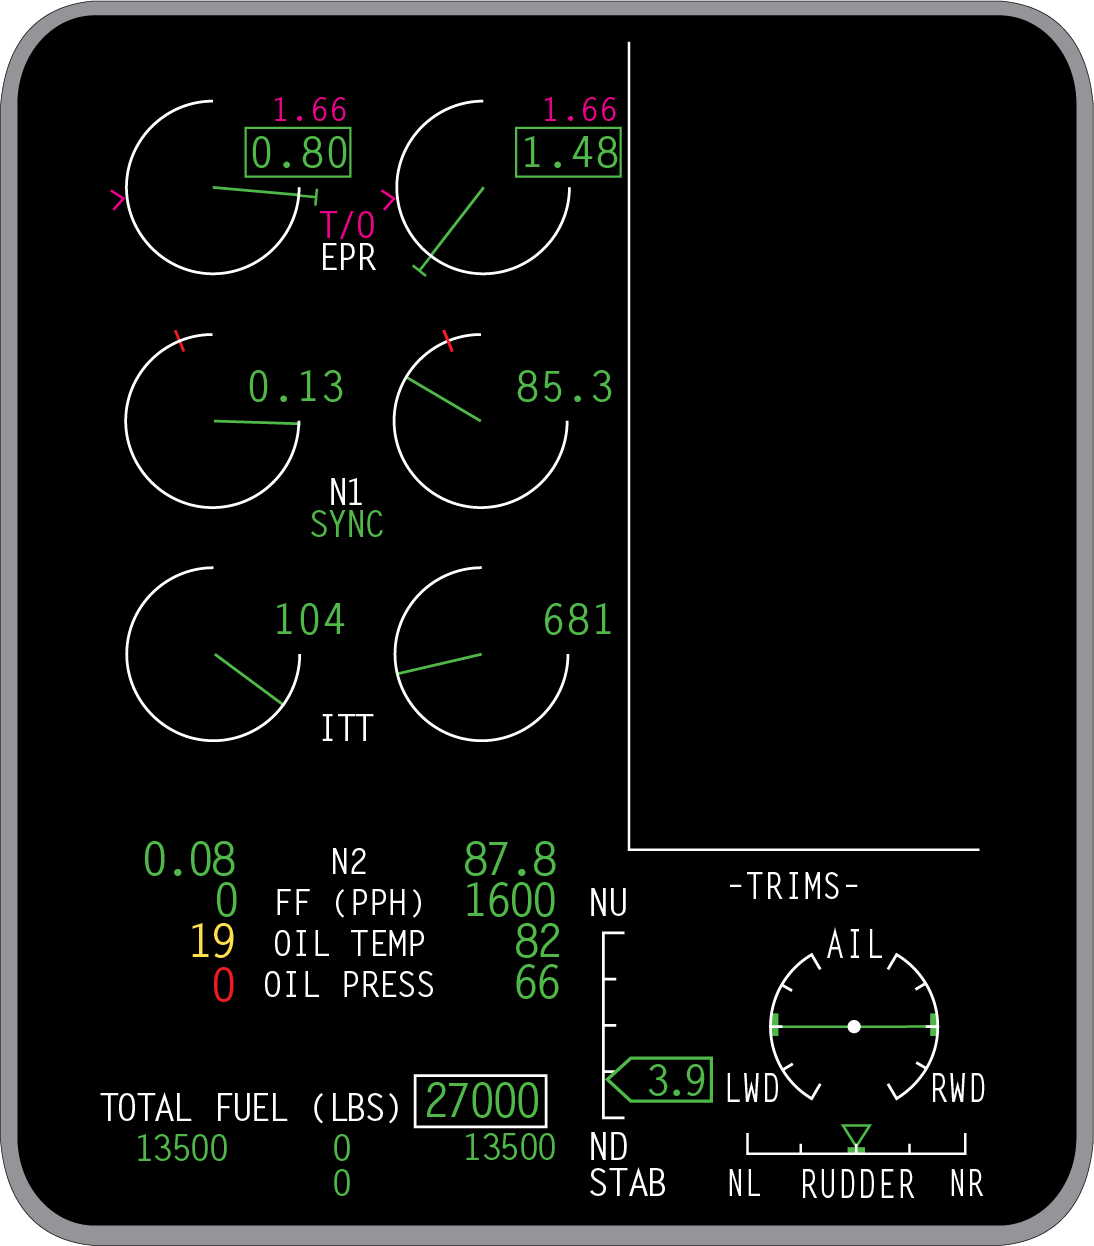 1.66 1.66
0.80 1.48
T/O
EPR
0.13 85.3
N1
SYNC
104 681
ITT
0.08 N2 87.8
0 FF (PPH) 1600
19 OIL TEMP 82
0 OIL PRESS 66
TOTAL FUEL (LBS) 27000
13500 0 13500
0
NU
3.9
ND
STAB
-TRIMS-
AIL
LWD RWD
NL RUDDER NR